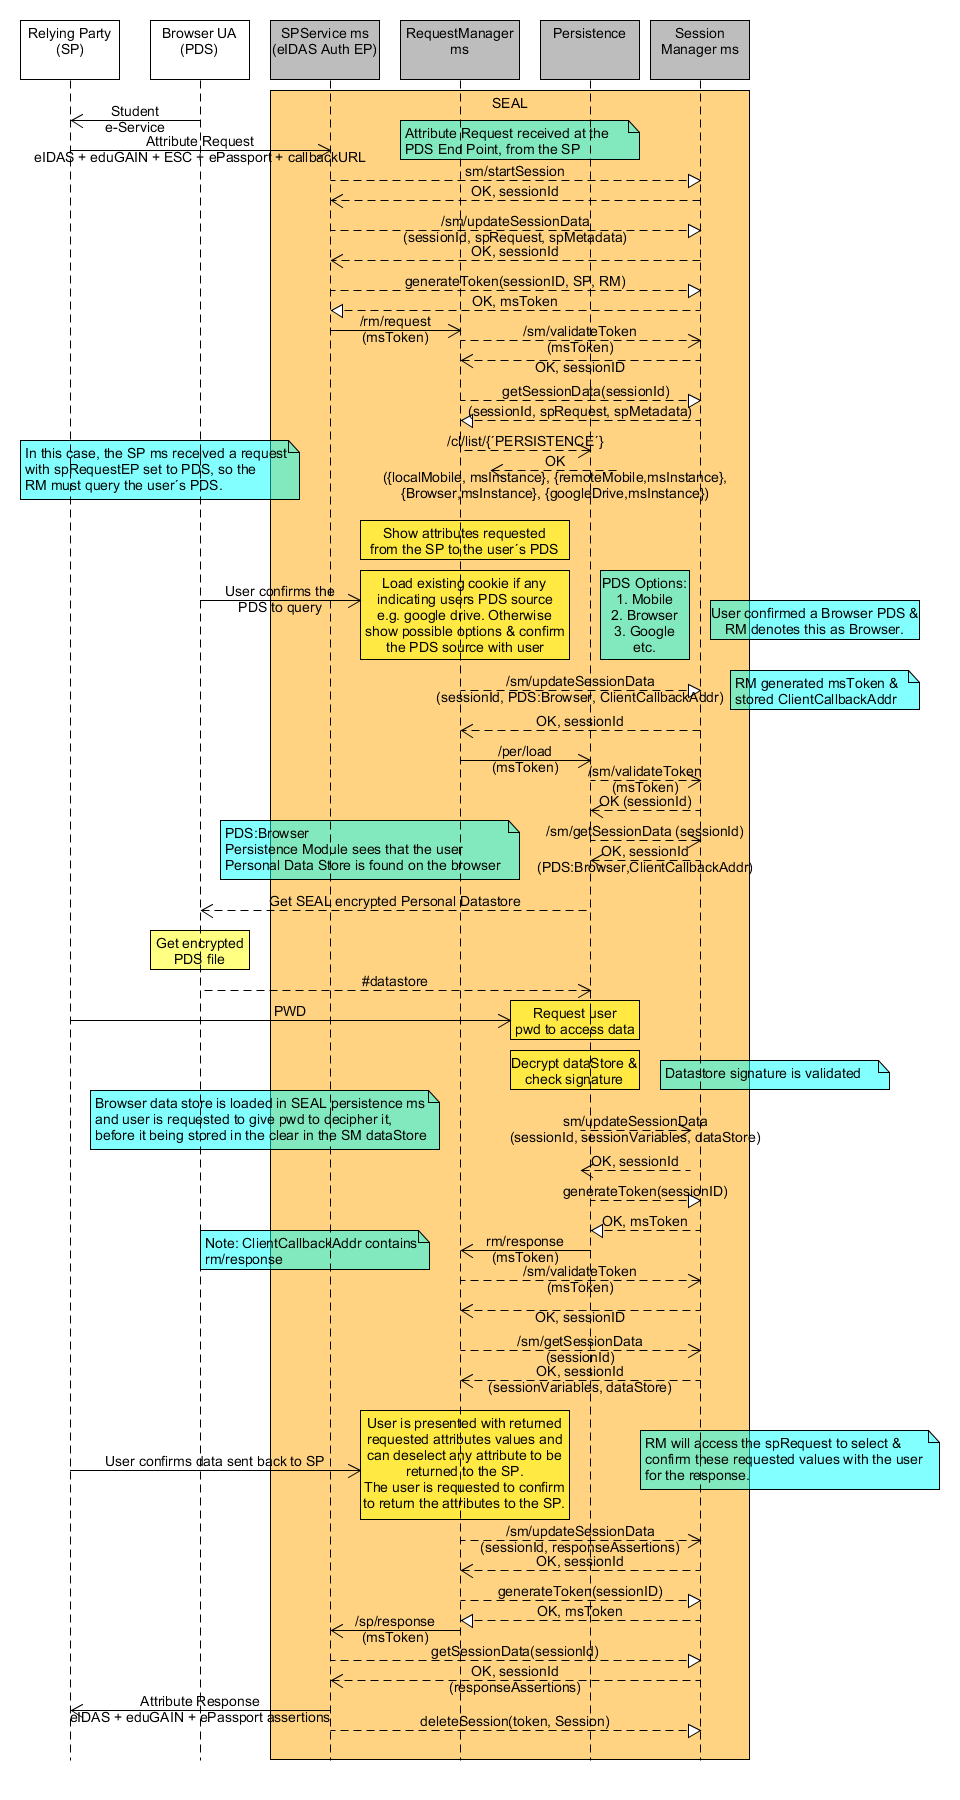 Relying Party
(SP)
Browser UA
(PDS)
SPService ms
(eIDAS Auth EP)
RequestManager
ms
Persistence
Session
Manager ms
SEAL
Student
e-Service
Attribute Request
eIDAS + eduGAIN + ESC + ePassport + callbackURL
Attribute Request received at the
PDS End Point, from the SP
sm/startSession
OK, sessionId
/sm/updateSessionData
(sessionId, spRequest, spMetadata)
OK, sessionId
generateToken(sessionID, SP, RM)
OK, msToken
/rm/request
(msToken)
/sm/validateToken
(msToken)
OK, sessionID
getSessionData(sessionId)
(sessionId, spRequest, spMetadata)
/cl/list/{´PERSISTENCE´}
In this case, the SP ms received a request
with spRequestEP set to PDS, so the
RM must query the user´s PDS.
OK
({localMobile, msInstance}, {remoteMobile,msInstance},
{Browser,msInstance}, {googleDrive,msInstance})
Show attributes requested
from the SP to the user´s PDS
User confirms the
PDS to query
Load existing cookie if any
indicating users PDS source
e.g. google drive. Otherwise
show possible options & confirm
the PDS source with user
PDS Options:
1. Mobile
2. Browser
3. Google
etc.
User confirmed a Browser PDS &
RM denotes this as Browser.
/sm/updateSessionData
(sessionId, PDS:Browser, ClientCallbackAddr)
RM generated msToken &
stored ClientCallbackAddr
OK, sessionId
/per/load
(msToken)
/sm/validateToken
(msToken)
OK (sessionId)
PDS:Browser
Persistence Module sees that the user
Personal Data Store is found on the browser
/sm/getSessionData (sessionId)
OK, sessionId
(PDS:Browser,ClientCallbackAddr)
Get SEAL encrypted Personal Datastore
Get encrypted
PDS file
#datastore
PWD
Request user
pwd to access data
Decrypt dataStore &
check signature
Datastore signature is validated
Browser data store is loaded in SEAL persistence ms
and user is requested to give pwd to decipher it,
before it being stored in the clear in the SM dataStore
sm/updateSessionData
(sessionId, sessionVariables, dataStore)
OK, sessionId
generateToken(sessionID)
OK, msToken
Note: ClientCallbackAddr contains
rm/response
rm/response
(msToken)
/sm/validateToken
(msToken)
OK, sessionID
/sm/getSessionData
(sessionId)
OK, sessionId
(sessionVariables, dataStore)
User is presented with returned
requested attributes values and
can deselect any attribute to be
returned to the SP.
The user is requested to confirm
to return the attributes to the SP.
User confirms data sent back to SP
RM will access the spRequest to select &
confirm these requested values with the user
for the response.
/sm/updateSessionData
(sessionId, responseAssertions)
OK, sessionId
generateToken(sessionID)
OK, msToken
/sp/response
(msToken)
getSessionData(sessionId)
OK, sessionId
(responseAssertions)
Attribute Response
eIDAS + eduGAIN + ePassport assertions
deleteSession(token, Session)